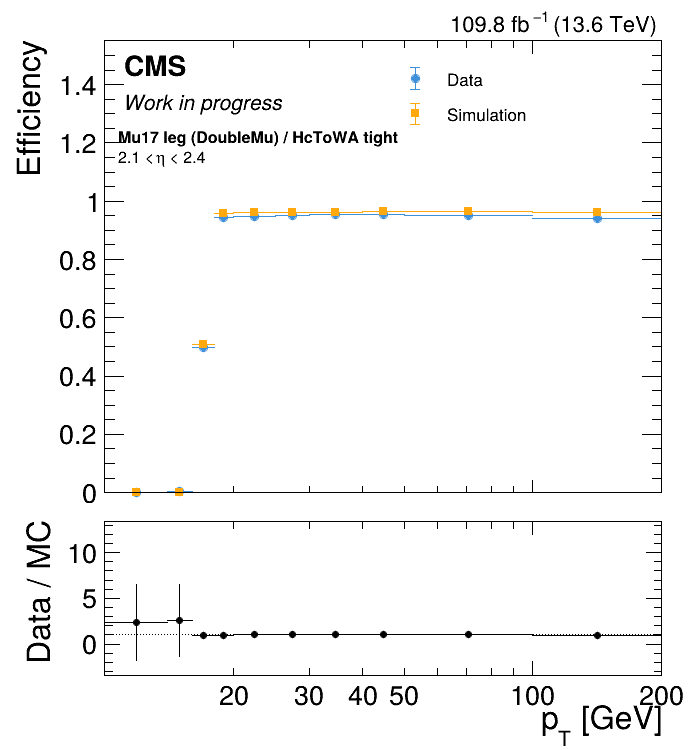 109.8 fb⁻¹ (13.6 TeV)
Efficiency
CMS
Work in progress
Data
Simulation
Mu17 leg (DoubleMu) / HcToWA tight
2.1 < η < 2.4
1.4
1.2
1
0.8
0.6
0.4
0.2
0
Data / MC
10
5
0
20 30 40 50 100 200
p_T [GeV]